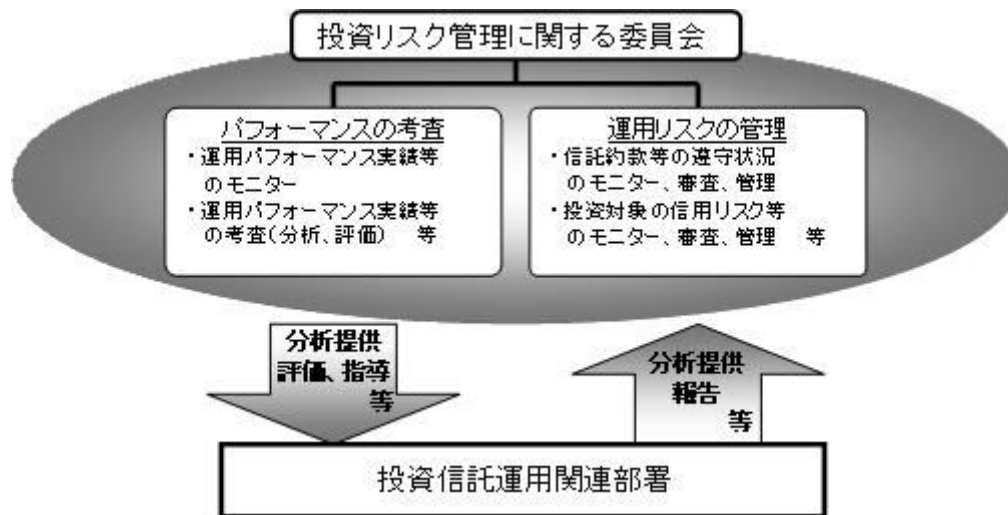 投資リスク管理に関する委員会
パフォーマンスの考査
・運用パフォーマンス実績等
のモニター
・運用パフォーマンス実績等
の考査(分析、評価) 等
運用リスクの管理
・信託約款等の遵守状況
のモニター、審査、管理
・投資対象の信用リスク等
のモニター、審査、管理 等
分析提供
評価、指導
等
分析提供
報告
等
投資信託運用関連部署